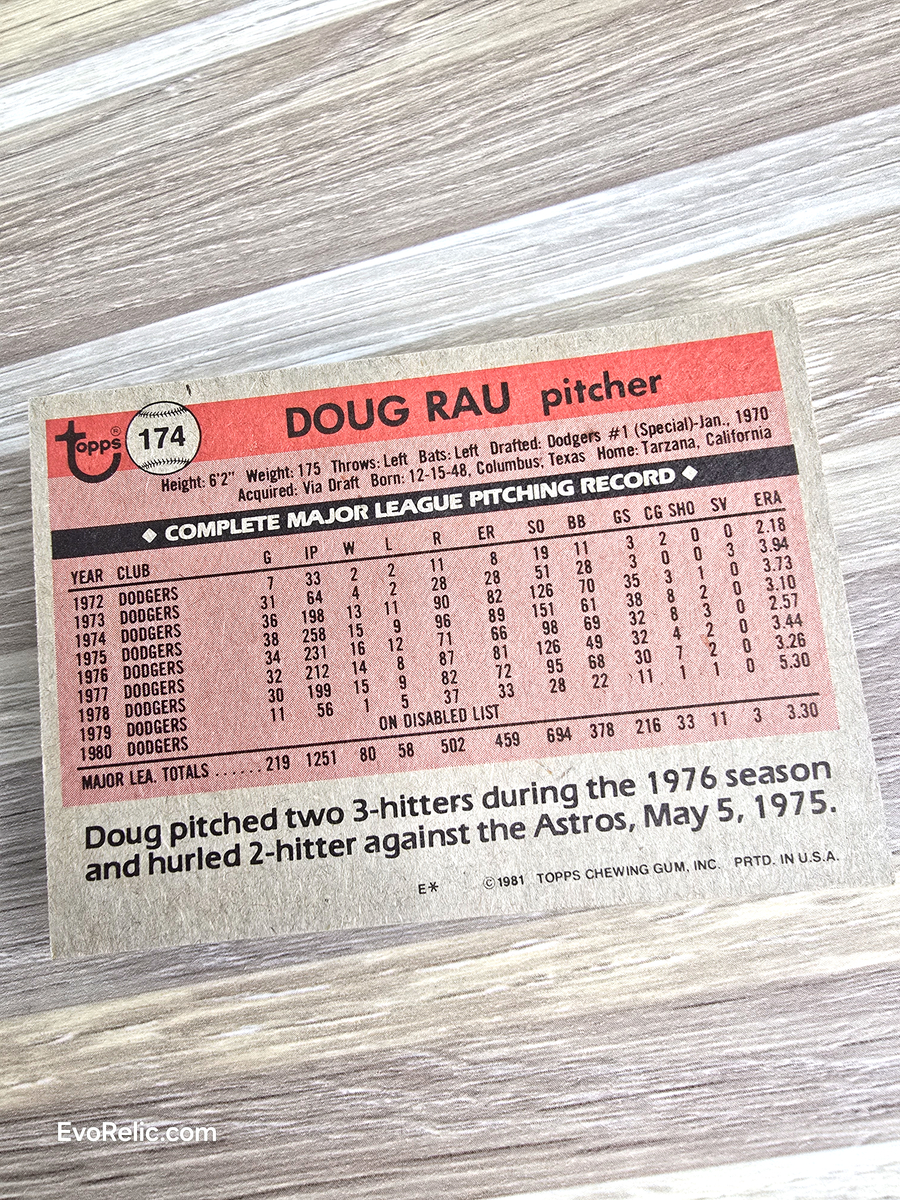 topps®
174
DOUG RAU pitcher
Height: 6'2" Weight: 175 Throws: Left Bats: Left Drafted: Dodgers #1 (Special)-Jan., 1970
Acquired: Via Draft Born: 12-15-48, Columbus, Texas Home: Tarzana, California
◆ COMPLETE MAJOR LEAGUE PITCHING RECORD ◆
YEAR CLUB G IP W L R ER SO BB GS CG SHO SV ERA
1972 DODGERS 7 33 2 2 11 8 19 11 3 2 0 0 2.18
1973 DODGERS 31 64 4 2 28 28 51 28 3 0 0 3 3.94
1974 DODGERS 36 198 13 11 90 82 126 70 35 3 1 0 3.73
1975 DODGERS 38 258 15 9 96 89 151 61 38 8 2 0 3.10
1976 DODGERS 34 231 16 12 71 66 98 69 32 8 3 0 2.57
1977 DODGERS 32 212 14 8 87 81 126 49 32 4 2 0 3.44
1978 DODGERS 30 199 15 9 82 72 95 68 30 7 2 0 3.26
1979 DODGERS 11 56 1 5 37 33 28 22 11 1 1 0 5.30
1980 DODGERS ON DISABLED LIST
MAJOR LEA. TOTALS ......219 1251 80 58 502 459 694 378 216 33 11 3 3.30
Doug pitched two 3-hitters during the 1976 season
and hurled 2-hitter against the Astros, May 5, 1975.
E* ©1981 TOPPS CHEWING GUM, INC. PRTD. IN U.S.A.
EvoRelic.com